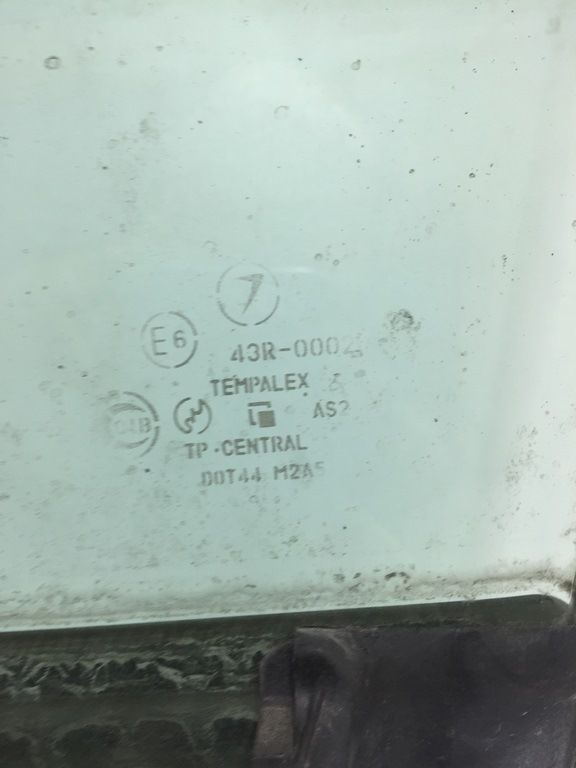 E6
43R-0002
TEMPALEX
AS2
TP·CENTRAL
DOT44 M2A5